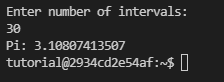 Enter number of intervals:
30
Pi: 3.10807413507
tutorial@2934cd2e54af:~$